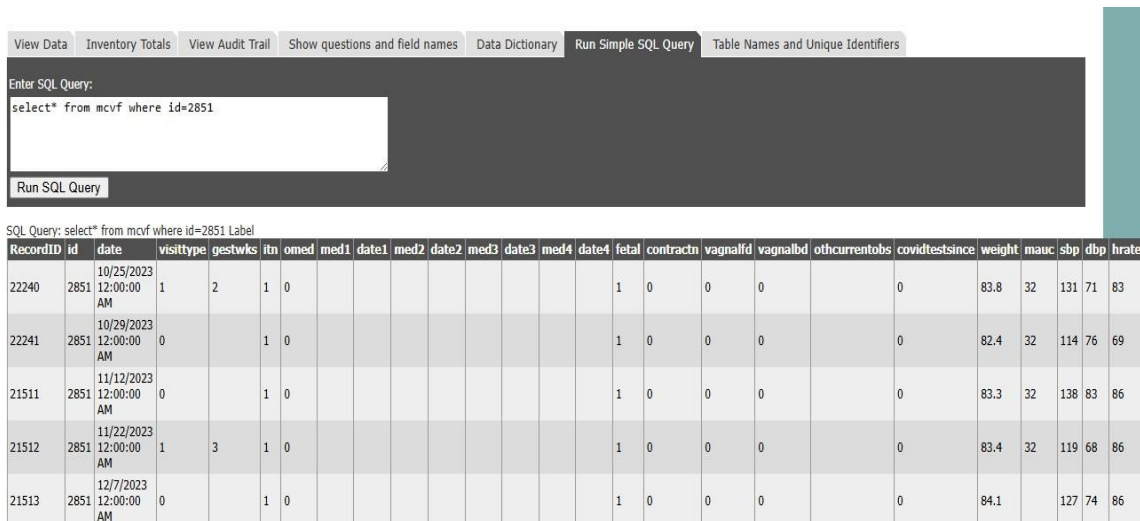 View Data Inventory Totals View Audit Trail Show questions and field names Data Dictionary Run Simple SQL Query Table Names and Unique Identifiers
Enter SQL Query:
select* from mcvf where id=2851
Run SQL Query
SQL Query: select* from mcvf where id=2851 Label
RecordID id date visittype gestwks itn omed med1 date1 med2 date2 med3 date3 med4 date4 fetal contractn vagnalfd vagnalbd othcurrentobs covidtestsince weight mauc sbp dbp hrate
10/25/2023
22240 2851 12:00:00 1 2 1 0 1 0 0 0 0 83.8 32 131 71 83
AM
10/29/2023
22241 2851 12:00:00 0 1 0 1 0 0 0 0 82.4 32 114 76 69
AM
11/12/2023
21511 2851 12:00:00 0 1 0 1 0 0 0 0 83.3 32 138 83 86
AM
11/22/2023
21512 2851 12:00:00 1 3 1 0 1 0 0 0 0 83.4 32 119 68 86
AM
12/7/2023
21513 2851 12:00:00 0 1 0 1 0 0 0 0 84.1 127 74 86
AM